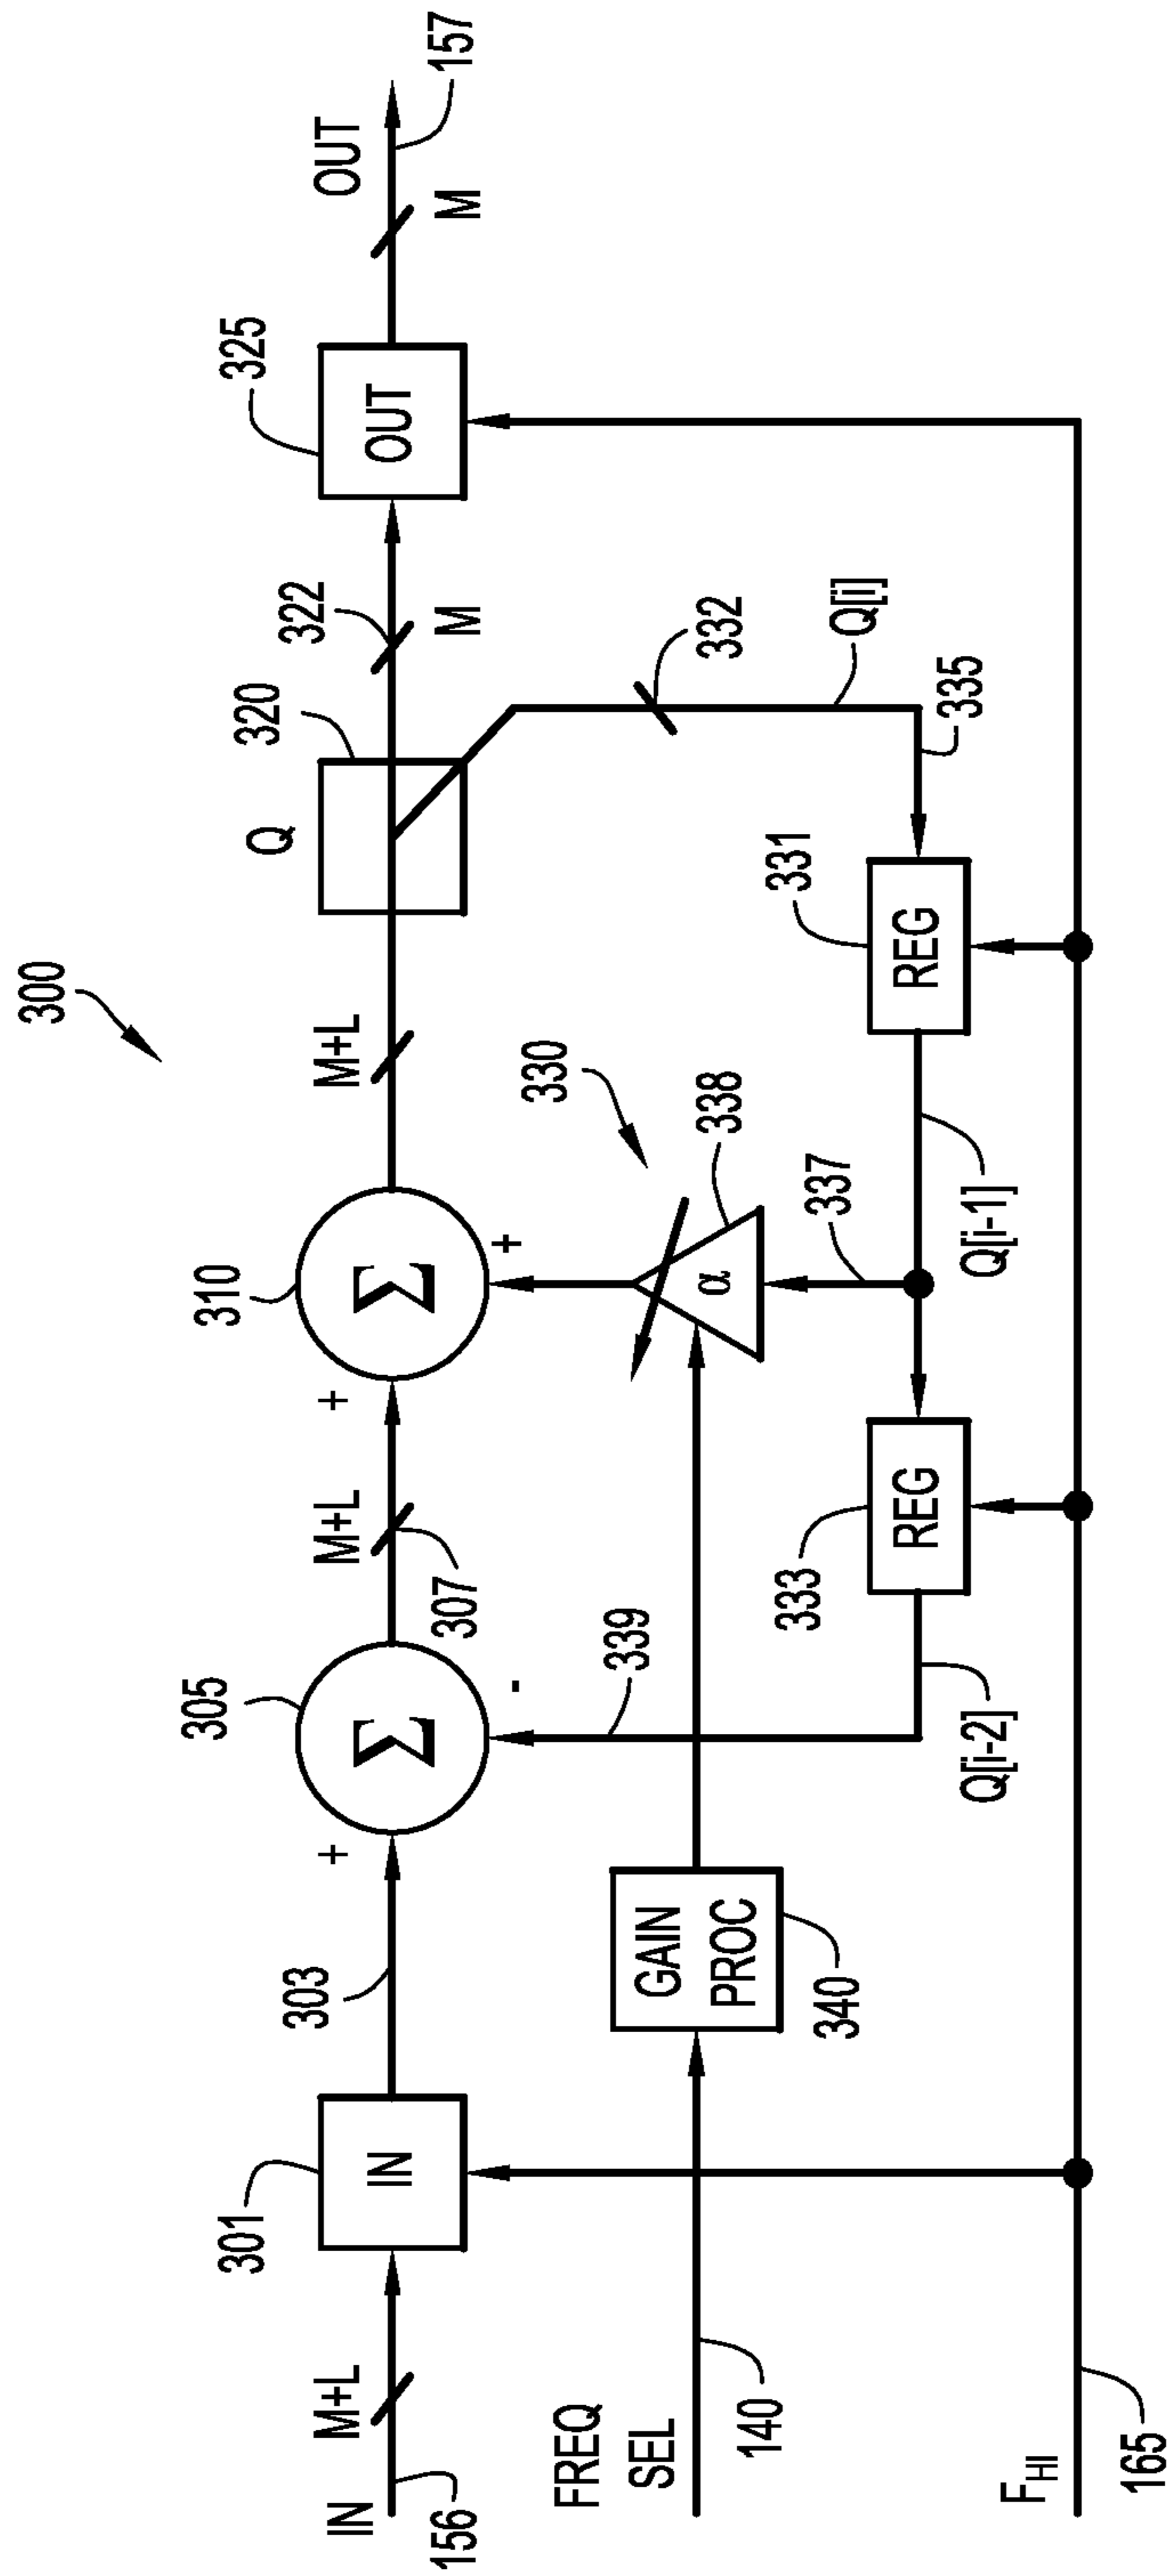 300
IN
156
M+L
301
IN
303
+
305
Σ
-
M+L
307
+
310
Σ
+
M+L
Q
320
322
M
325
OUT
OUT
157
M
330
338
α
337
332
Q[i]
335
331
REG
Q[i-1]
333
REG
Q[i-2]
339
FREQ
SEL
140
GAIN
PROC
340
FHI
165